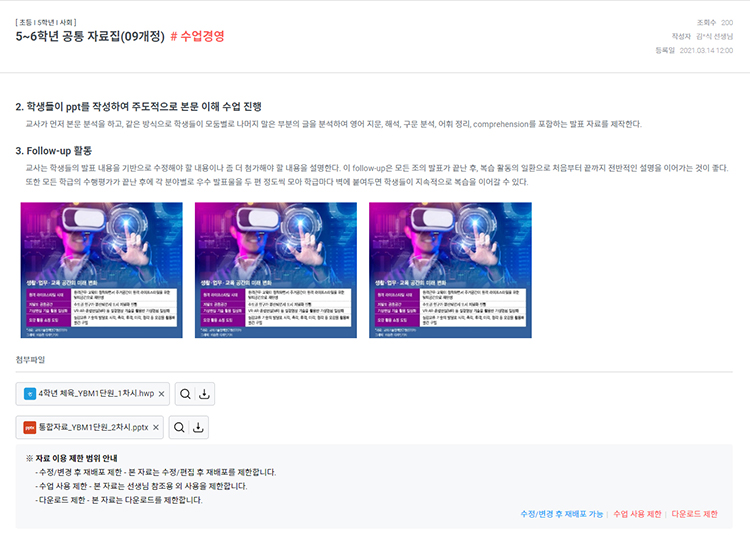 [ 초등 I 5학년 I 사회 ]
5~6학년 공통 자료집(09개정) # 수업경영
조회수 200
작성자 김*식 선생님
등록일 2021.03.14 12:00
2. 학생들이 ppt를 작성하여 주도적으로 본문 이해 수업 진행
교사가 먼저 본문 분석을 하고, 같은 방식으로 학생들이 모둠별로 나머지 맡은 부분의 글을 분석하여 영어 지문, 해석, 구문 분석, 어휘 정리, comprehension를 포함하는 발표 자료를 제작한다.
3. Follow-up 활동
교사는 학생들의 발표 내용을 기반으로 수정해야 할 내용이나 좀 더 첨가해야 할 내용을 설명한다. 이 follow-up은 모든 조의 발표가 끝난 후, 복습 활동의 일환으로 처음부터 끝까지 전반적인 설명을 이어가는 것이 좋다.
또한 모든 학급의 수행평가가 끝난 후에 각 분야별로 우수 발표물을 두 편 정도씩 모아 학급마다 벽에 붙여두면 학생들이 지속적으로 복습을 이어갈 수 있다.
생활·업무·교육 공간의 미래 변화
생활·업무·교육 공간의 미래 변화
생활·업무·교육 공간의 미래 변화
첨부파일
4학년 체육_YBM1단원_1차시.hwp ×
pptx 통합자료_YBM1단원_2차시.pptx ×
※ 자료 이용 제한 범위 안내
- 수정/변경 후 재배포 제한 - 본 자료는 수정/편집 후 재배포를 제한합니다.
- 수업 사용 제한 - 본 자료는 선생님 참조용 외 사용을 제한합니다.
- 다운로드 제한 - 본 자료는 다운로드를 제한합니다.
수정/변경 후 재배포 가능 | 수업 사용 제한 | 다운로드 제한